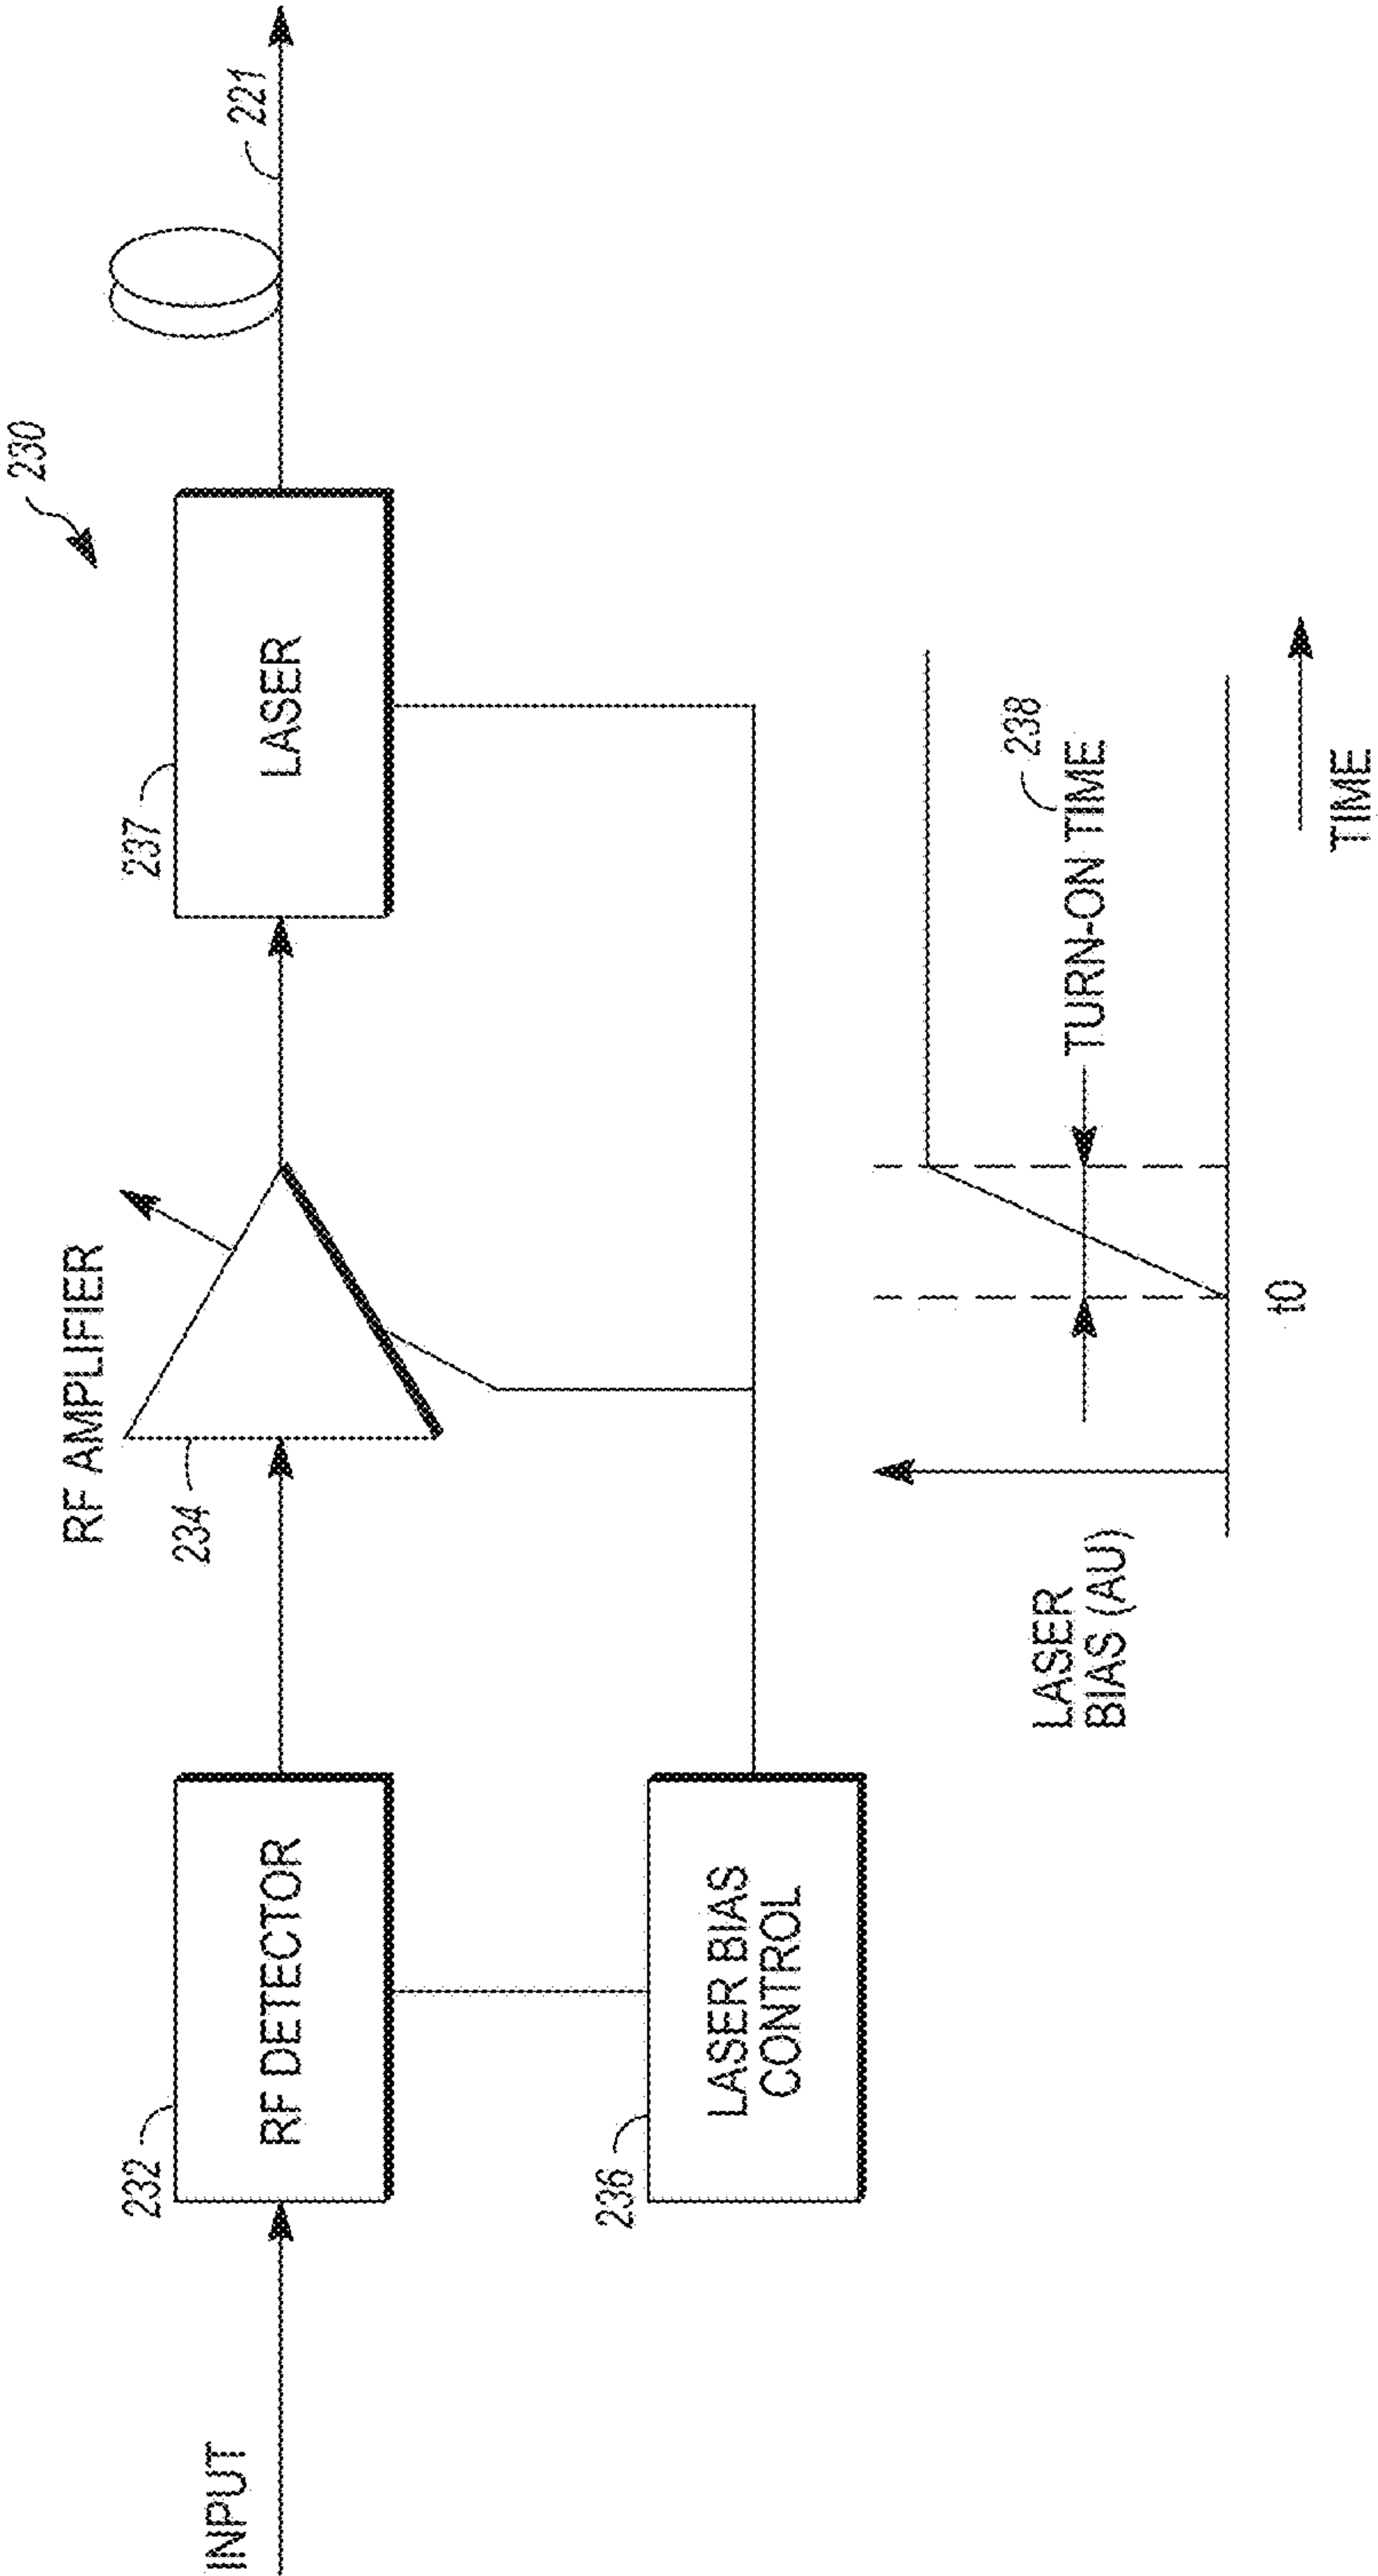 230
INPUT
232
RF DETECTOR
RF AMPLIFIER
234
237
LASER
221
236
LASER BIAS
CONTROL
LASER
BIAS (AU)
238
TURN-ON TIME
t0
TIME